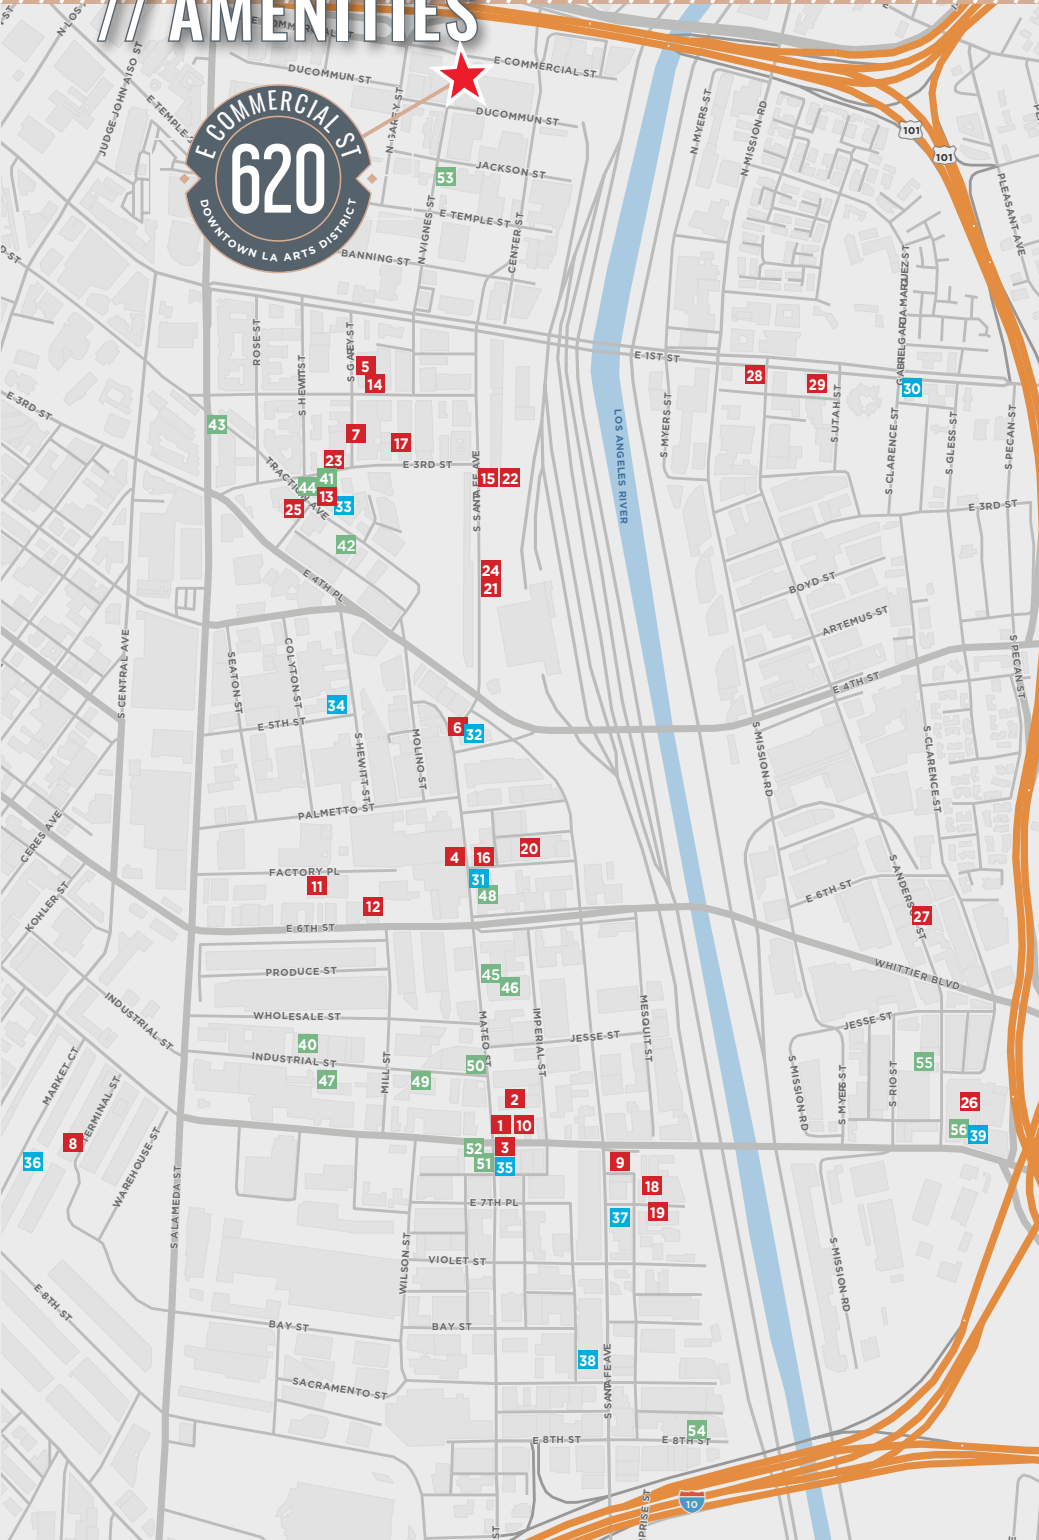 // AMENITIES
E COMMERCIAL ST
N LOS
JUDGE JOHN AISO ST
E TEMPLE S
DUCOMMUN ST
E COMMERCIAL ST
N GAREY ST
DUCOMMUN ST
E COMMERCIAL ST
620
DOWNTOWN LA ARTS DISTRICT
53
JACKSON ST
E TEMPLE ST
N VIGNES ST
CENTER ST
BANNING ST
N MYERS ST
N MISSION RD
101
101
PLEASANT AVE
D ST
ROSE ST
S HEWITT ST
S GAREY ST
5
14
E 1ST ST
28
29
30
GABRIEL GARCIA MARQUEZ ST
E 3RD ST
43
7
17
23
E 3RD ST
TRACTION AVE
41
44
13
33
25
42
S SANTA FE AVE
15
22
LOS ANGELES RIVER
S MYERS ST
S UTAH ST
S CLARENCE ST
S GLESS ST
S PECAN ST
E 3RD ST
24
21
E 4TH PL
BOYD ST
ARTEMUS ST
E 4TH ST
S PECAN ST
S CENTRAL AVE
SEATON ST
COLYTON ST
34
E 5TH ST
S HEWITT ST
MOLINO ST
6
32
S MISSION RD
S CLARENCE ST
PALMETTO ST
CERES AVE
4
16
20
FACTORY PL
11
31
48
12
KOHLER ST
E 6TH ST
E 6TH ST
S ANDERSON ST
27
WHITTIER BLVD
PRODUCE ST
45
46
INDUSTRIAL ST
WHOLESALE ST
MATEO ST
IMPERIAL ST
MESQUIT ST
JESSE ST
JESSE ST
40
INDUSTRIAL ST
47
MILL ST
49
50
55
MARKET CT
TERMINAL ST
S MISSION RD
S MYERS ST
S RIO ST
2
26
1
10
56
39
8
36
WAREHOUSE ST
52
3
51
35
9
18
S ALAMEDA ST
E 7TH PL
37
19
WILSON ST
VIOLET ST
S MISSION RD
E 8TH ST
BAY ST
BAY ST
38
SACRAMENTO ST
S SANTA FE AVE
54
E 8TH ST
E 8TH ST
10
PRISE ST
ST